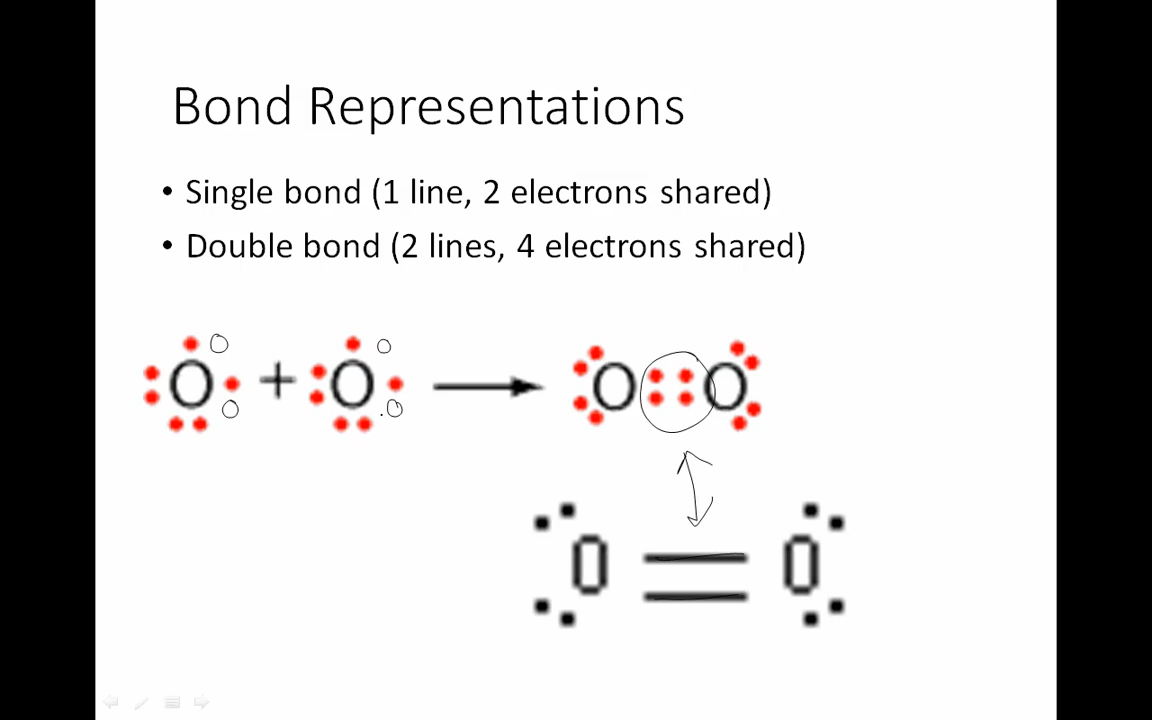 Bond Representations
• Single bond (1 line, 2 electrons shared)
• Double bond (2 lines, 4 electrons shared)
O + O → O O
O = O